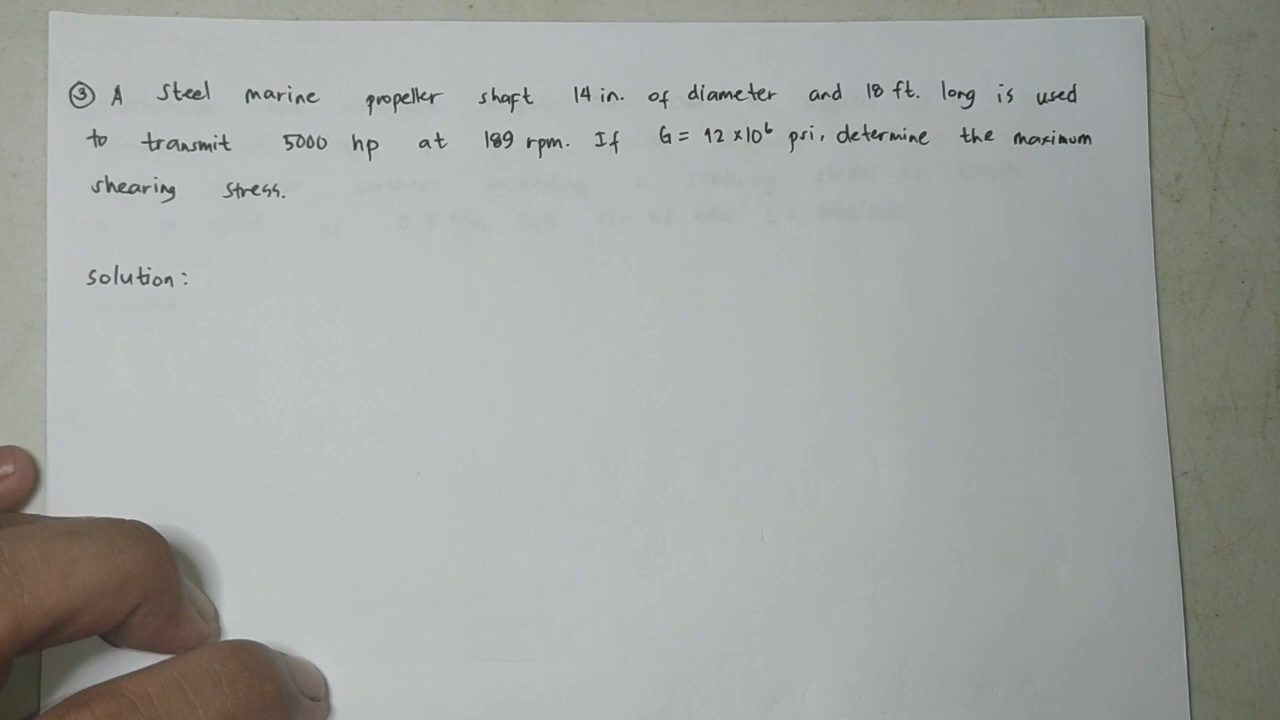 ③ A steel marine propeller shaft 14 in. of diameter and 18 ft. long is used
to transmit 5000 hp at 189 rpm. If G = 12 ×10⁶ psi, determine the maximum
shearing stress.
solution: